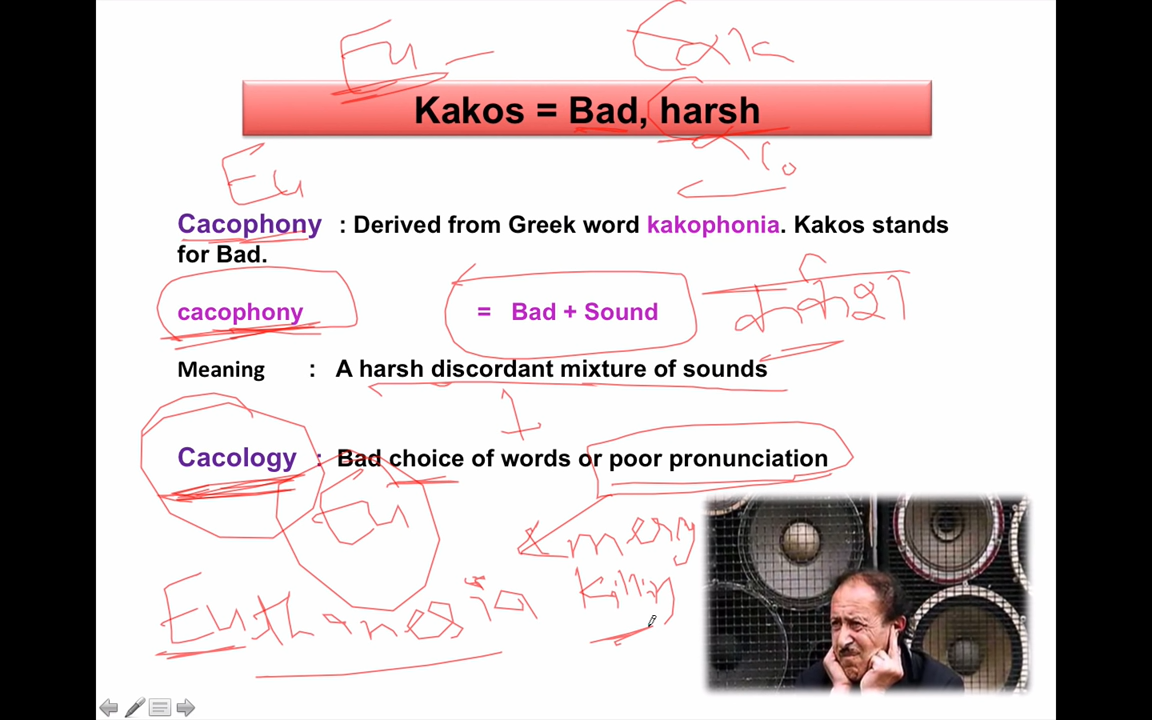 Eu
Kakos = Bad, harsh
Eu
Cacophony : Derived from Greek word kakophonia. Kakos stands
for Bad.
cacophony = Bad + Sound
Meaning : A harsh discordant mixture of sounds
Cacology : Bad choice of words or poor pronunciation
Eu
mercy
killing